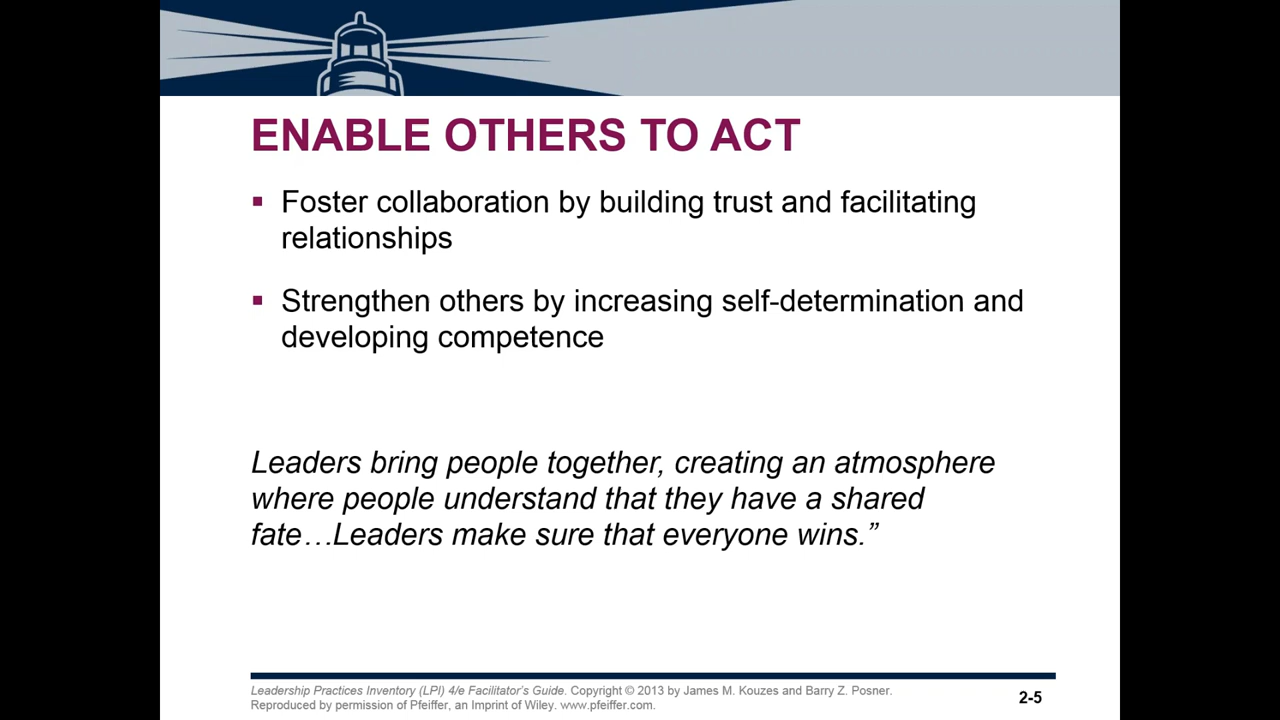 ENABLE OTHERS TO ACT
▪ Foster collaboration by building trust and facilitating
relationships
▪ Strengthen others by increasing self-determination and
developing competence
Leaders bring people together, creating an atmosphere
where people understand that they have a shared
fate…Leaders make sure that everyone wins.”
Leadership Practices Inventory (LPI) 4/e Facilitator’s Guide. Copyright © 2013 by James M. Kouzes and Barry Z. Posner.
Reproduced by permission of Pfeiffer, an Imprint of Wiley. www.pfeiffer.com.
2-5